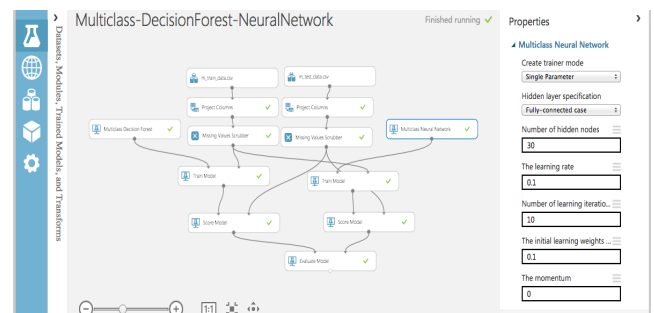 Multiclass-DecisionForest-NeuralNetwork
Finished running
Datasets, Modules, Trained Models, and Transforms
m_train_data.csv
m_test_data.csv
Project Columns
Project Columns
Multiclass Decision Forest
Missing Values Scrubber
Missing Values Scrubber
Multiclass Neural Network
Train Model
Train Model
Score Model
Score Model
Evaluate Model
1:1
Properties
Multiclass Neural Network
Create trainer mode
Single Parameter
Hidden layer specification
Fully-connected case
Number of hidden nodes
30
The learning rate
0.1
Number of learning iteratio...
10
The initial learning weights ...
0.1
The momentum
0